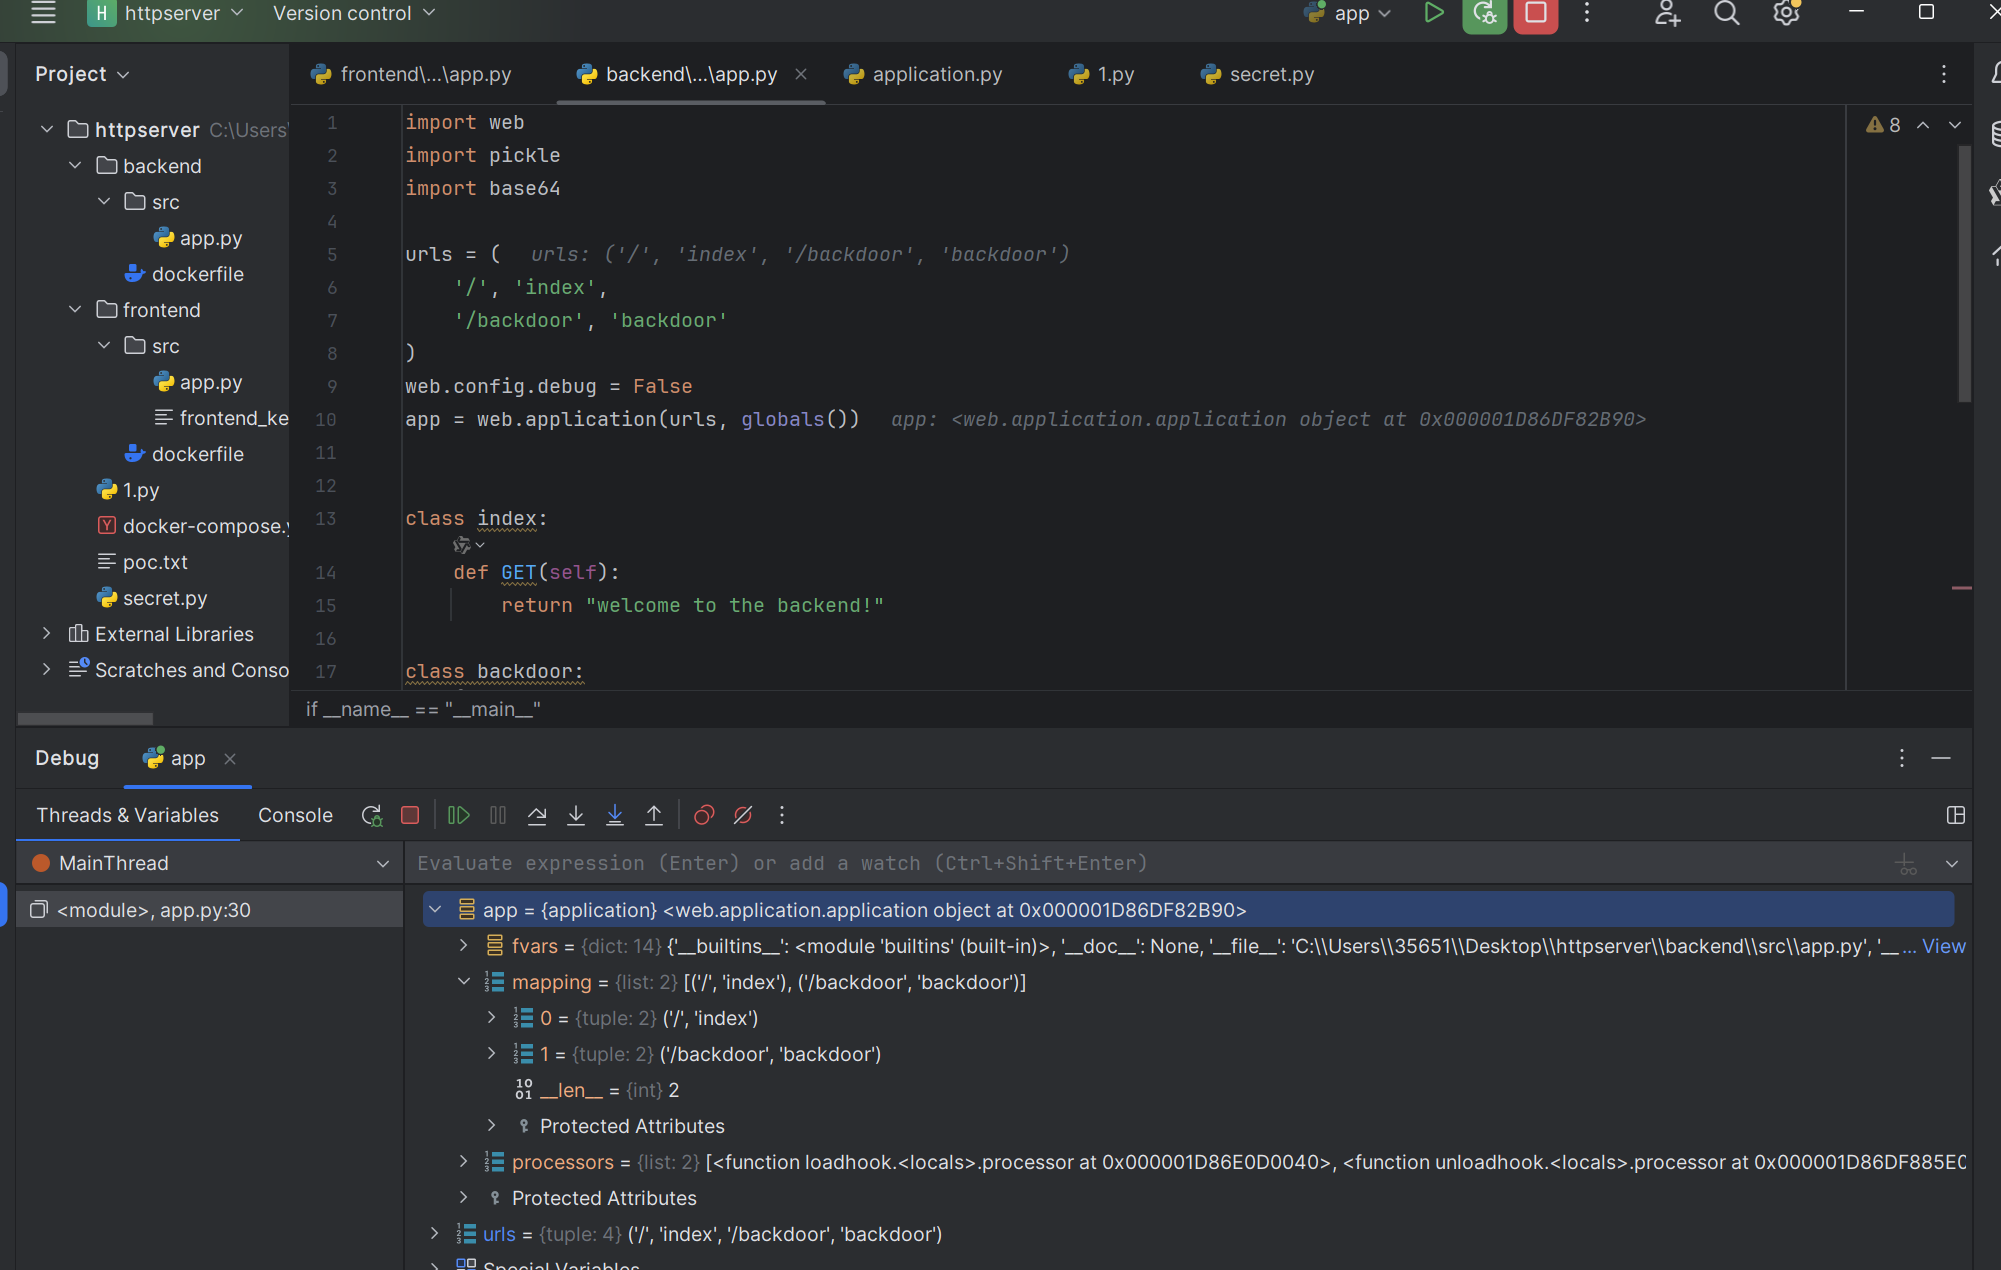 H httpserver Version control app
Project
frontend\...\app.py backend\...\app.py application.py 1.py secret.py
httpserver C:\Users\
backend
src
app.py
dockerfile
frontend
src
app.py
frontend_ke
dockerfile
1.py
docker-compose.y
poc.txt
secret.py
External Libraries
Scratches and Conso
8
1 import web
2 import pickle
3 import base64
4
5 urls = ( urls: ('/', 'index', '/backdoor', 'backdoor')
6 '/', 'index',
7 '/backdoor', 'backdoor'
8 )
9 web.config.debug = False
10 app = web.application(urls, globals()) app: <web.application.application object at 0x000001D86DF82B90>
11
12
13 class index:
14 def GET(self):
15 return "welcome to the backend!"
16
17 class backdoor:
if __name__ == "__main__"
Debug app
Threads & Variables Console
MainThread
Evaluate expression (Enter) or add a watch (Ctrl+Shift+Enter)
<module>, app.py:30
app = {application} <web.application.application object at 0x000001D86DF82B90>
fvars = {dict: 14} {'__builtins__': <module 'builtins' (built-in)>, '__doc__': None, '__file__': 'C:\\Users\\35651\\Desktop\\httpserver\\backend\\src\\app.py', '__ ... View
mapping = {list: 2} [('/', 'index'), ('/backdoor', 'backdoor')]
0 = {tuple: 2} ('/', 'index')
1 = {tuple: 2} ('/backdoor', 'backdoor')
__len__ = {int} 2
Protected Attributes
processors = {list: 2} [<function loadhook.<locals>.processor at 0x000001D86E0D0040>, <function unloadhook.<locals>.processor at 0x000001D86DF885E0
Protected Attributes
urls = {tuple: 4} ('/', 'index', '/backdoor', 'backdoor')
Special Variables